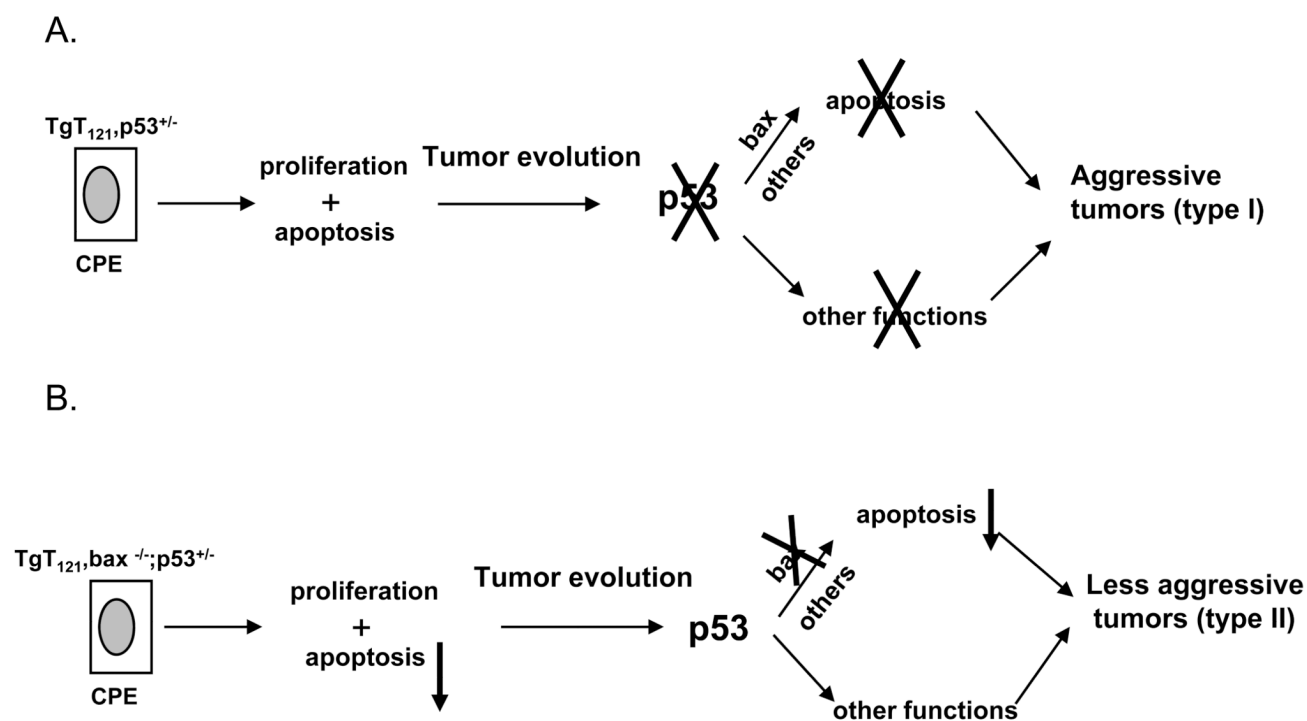 A.
TgT121,p53+/-
CPE
proliferation
+
apoptosis
Tumor evolution
p53
bax
others
apoptosis
other functions
Aggressive
tumors (type I)
B.
TgT121,bax -/-;p53+/-
CPE
proliferation
+
apoptosis
Tumor evolution
p53
bax
others
apoptosis
other functions
Less aggressive
tumors (type II)